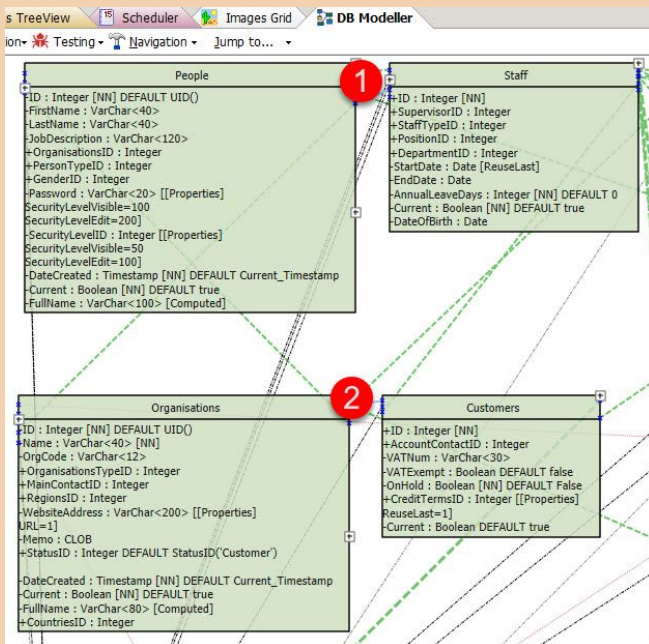 s TreeView
15
Scheduler
Images Grid
DB Modeller
ion
Testing
Navigation
Jump to...
People
1
Staff
-ID : Integer [NN] DEFAULT UID()
-FirstName : VarChar<40>
-LastName : VarChar<40>
-JobDescription : VarChar<120>
+OrganisationsID : Integer
+PersonTypeID : Integer
+GenderID : Integer
-Password : VarChar<20> [[Properties]
SecurityLevelVisible=100
SecurityLevelEdit=200]
-SecurityLevelID : Integer [[Properties]
SecurityLevelVisible=50
SecurityLevelEdit=100]
-DateCreated : Timestamp [NN] DEFAULT Current_Timestamp
-Current : Boolean [NN] DEFAULT true
-FullName : VarChar<100> [Computed]
+ID : Integer [NN]
+SupervisorID : Integer
+StaffTypeID : Integer
+PositionID : Integer
+DepartmentID : Integer
-StartDate : Date [ReuseLast]
-EndDate : Date
-AnnualLeaveDays : Integer [NN] DEFAULT 0
-Current : Boolean [NN] DEFAULT true
-DateOfBirth : Date
Organisations
2
Customers
-ID : Integer [NN] DEFAULT UID()
-Name : VarChar<40> [NN]
-OrgCode : VarChar<12>
+OrganisationsTypeID : Integer
+MainContactID : Integer
+RegionsID : Integer
-WebsiteAddress : VarChar<200> [[Properties]
URL=1]
-Memo : CLOB
+StatusID : Integer DEFAULT StatusID('Customer')
-DateCreated : Timestamp [NN] DEFAULT Current_Timestamp
-Current : Boolean [NN] DEFAULT true
-FullName : VarChar<80> [Computed]
+CountriesID : Integer
+ID : Integer [NN]
+AccountContactID : Integer
-VATNum : VarChar<30>
-VATExempt : Boolean DEFAULT false
-OnHold : Boolean [NN] DEFAULT False
+CreditTermsID : Integer [[Properties]
ReuseLast=1]
-Current : Boolean DEFAULT true